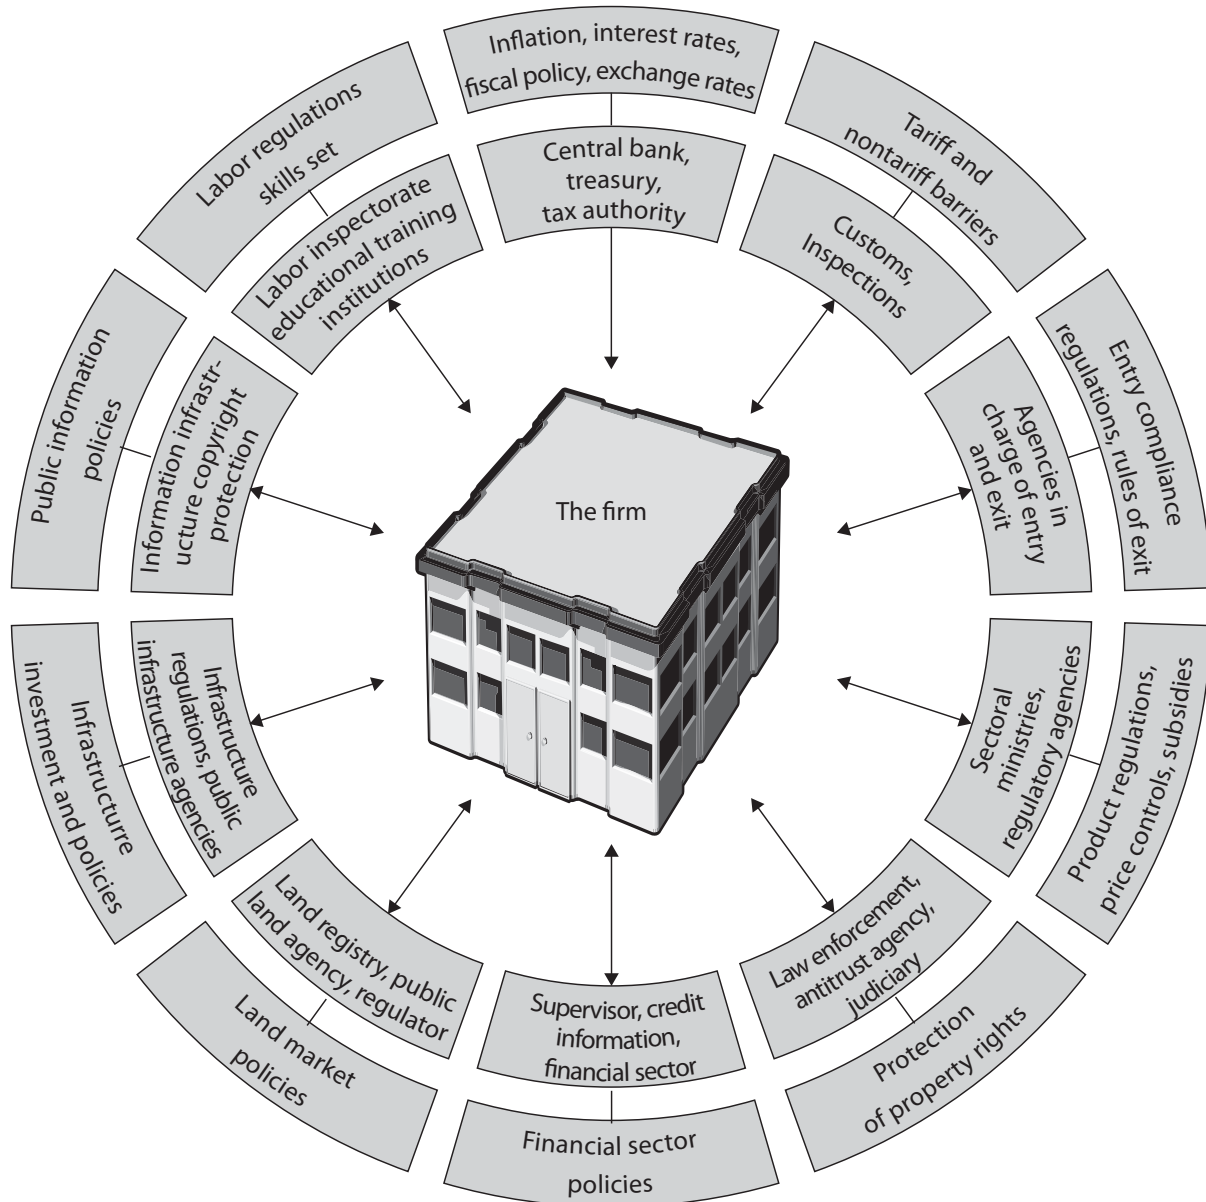 Inflation, interest rates,
fiscal policy, exchange rates
Central bank,
treasury,
tax authority
Tariff and
nontariff barriers
Customs,
Inspections
Entry compliance
regulations, rules of exit
Agencies in
charge of entry
and exit
Product regulations,
price controls, subsidies
Sectoral
ministries,
regulatory agencies
Protection
of property rights
Law enforcement,
antitrust agency,
judiciary
Financial sector
policies
Supervisor, credit
information,
financial sector
Land market
policies
Land registry, public
land agency, regulator
Infrasturcturre
investment and policies
Infrastructure
regulations, public
infrastructure agencies
Public information
policies
Information infrastr-
ucture copyright
protection
Labor regulations
skills set
Labor inspectorate
educational training
institutions
The firm